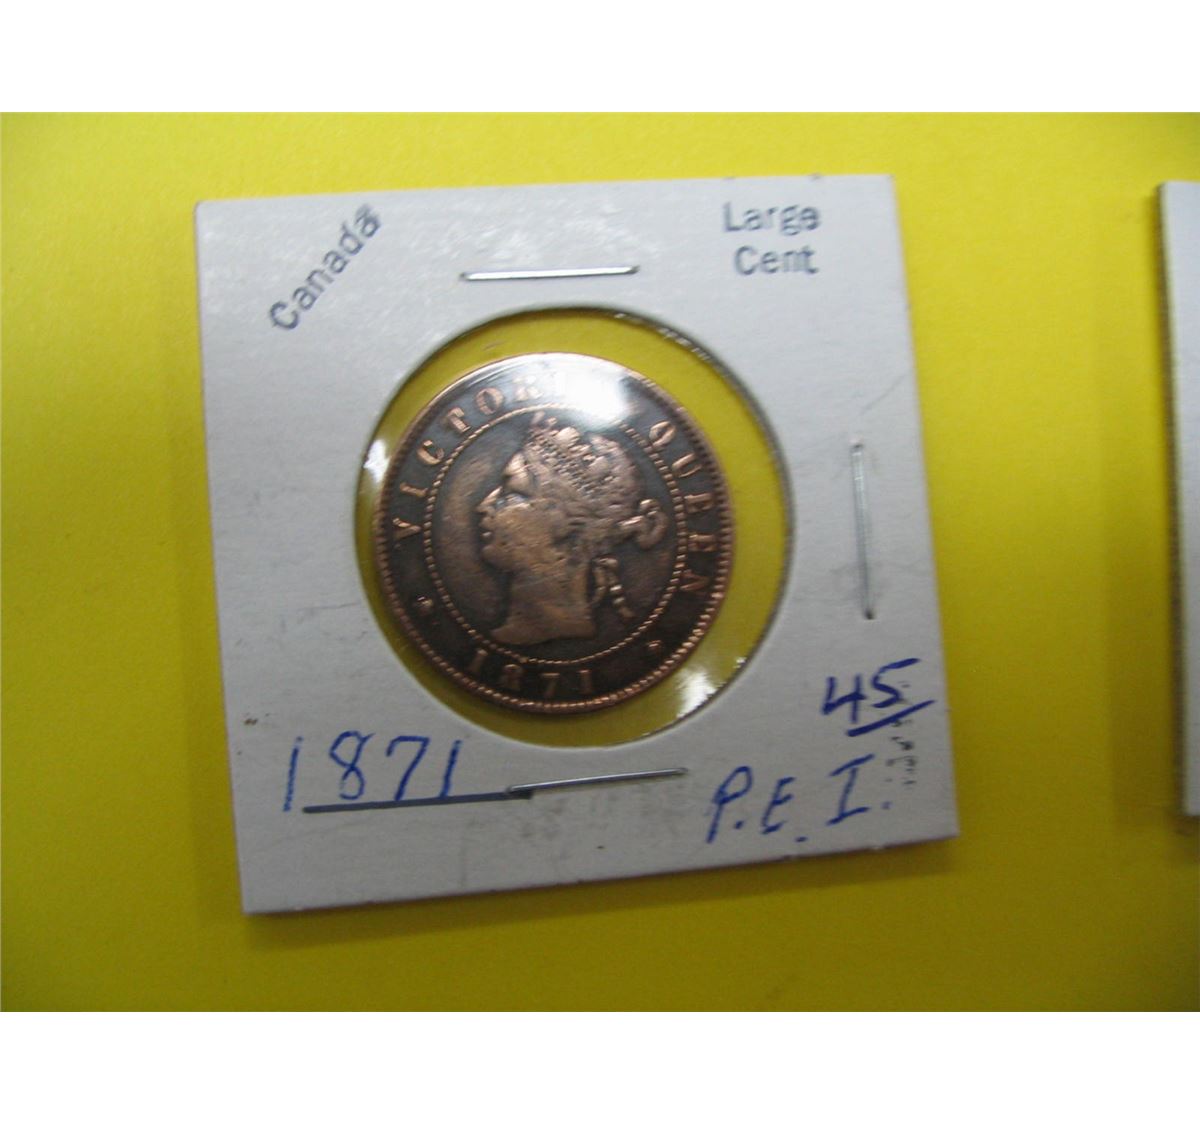 Canada
Large
Cent
VICTORIA QUEEN
1871
1871
45
P.E.I.